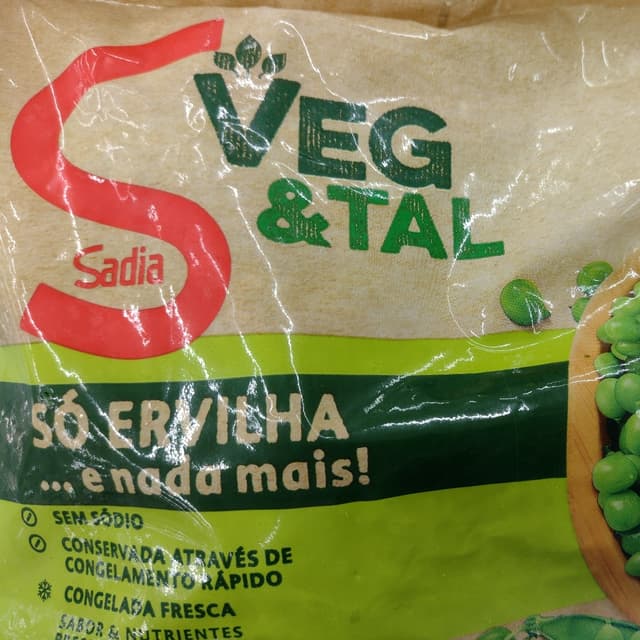 Sadia
VEG
&TAL
SÓ ERVILHA
... e nada mais!
SEM SÓDIO
CONSERVADA ATRAVÉS DE
CONGELAMENTO RÁPIDO
CONGELADA FRESCA
SABOR & NUTRIENTES